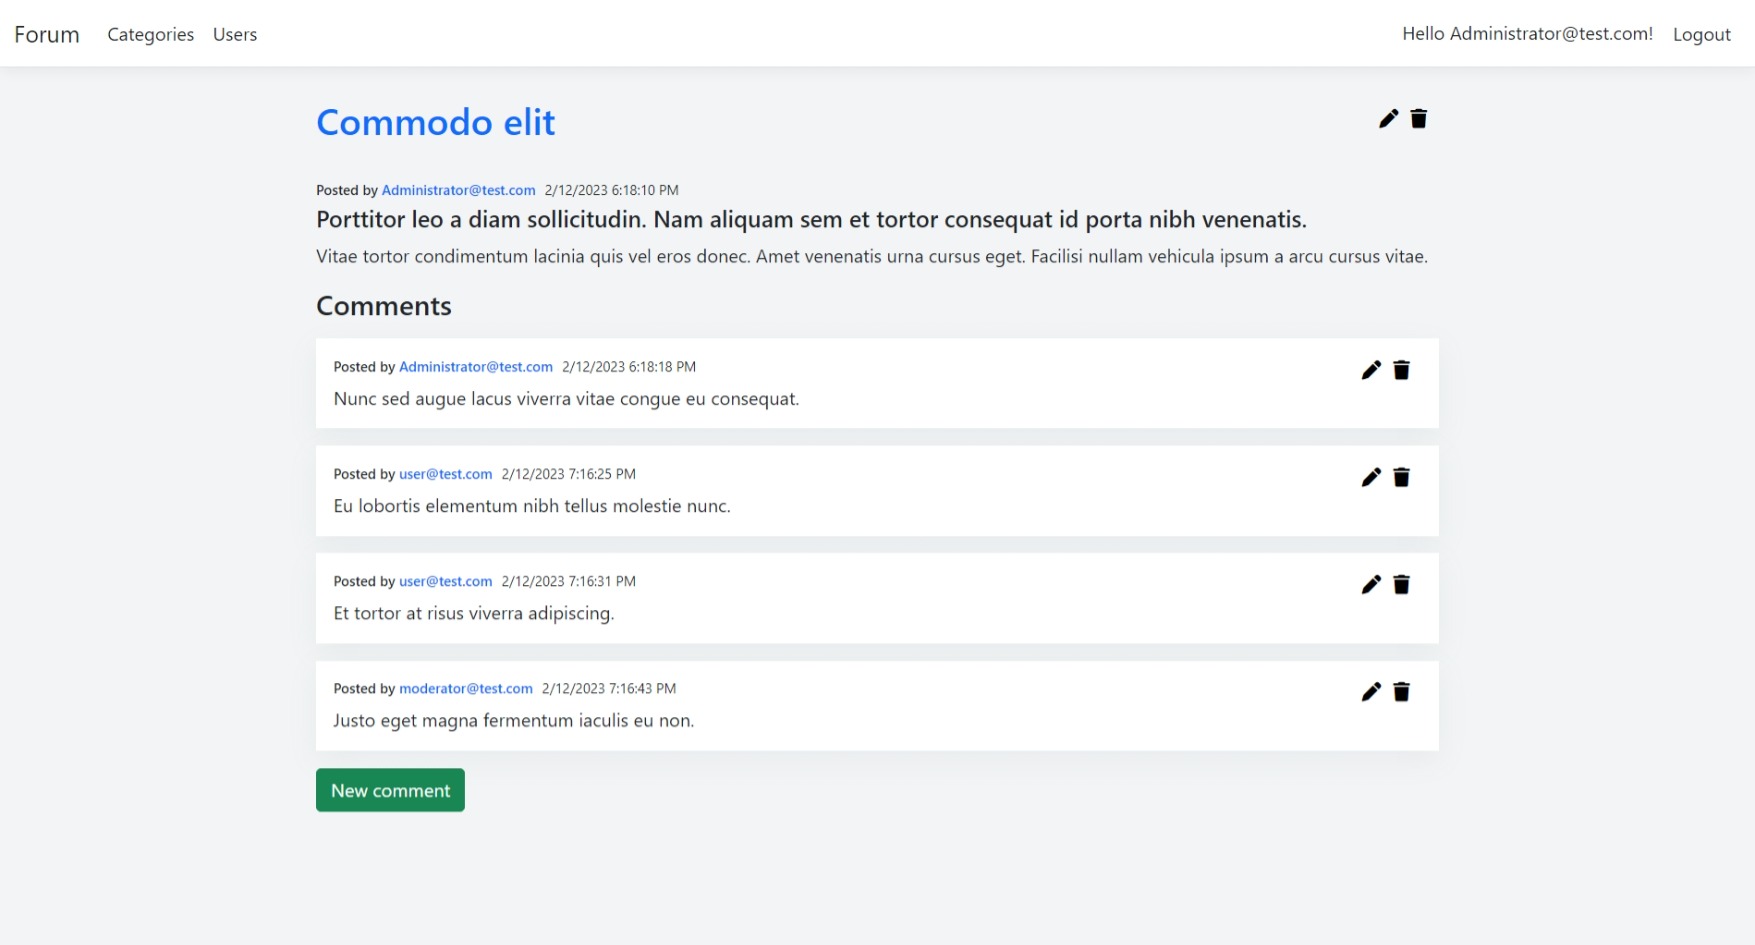 Forum Categories Users Hello Administrator@test.com! Logout
Commodo elit
Posted by Administrator@test.com 2/12/2023 6:18:10 PM
Porttitor leo a diam sollicitudin. Nam aliquam sem et tortor consequat id porta nibh venenatis.
Vitae tortor condimentum lacinia quis vel eros donec. Amet venenatis urna cursus eget. Facilisi nullam vehicula ipsum a arcu cursus vitae.
Comments
Posted by Administrator@test.com 2/12/2023 6:18:18 PM
Nunc sed augue lacus viverra vitae congue eu consequat.
Posted by user@test.com 2/12/2023 7:16:25 PM
Eu lobortis elementum nibh tellus molestie nunc.
Posted by user@test.com 2/12/2023 7:16:31 PM
Et tortor at risus viverra adipiscing.
Posted by moderator@test.com 2/12/2023 7:16:43 PM
Justo eget magna fermentum iaculis eu non.
New comment